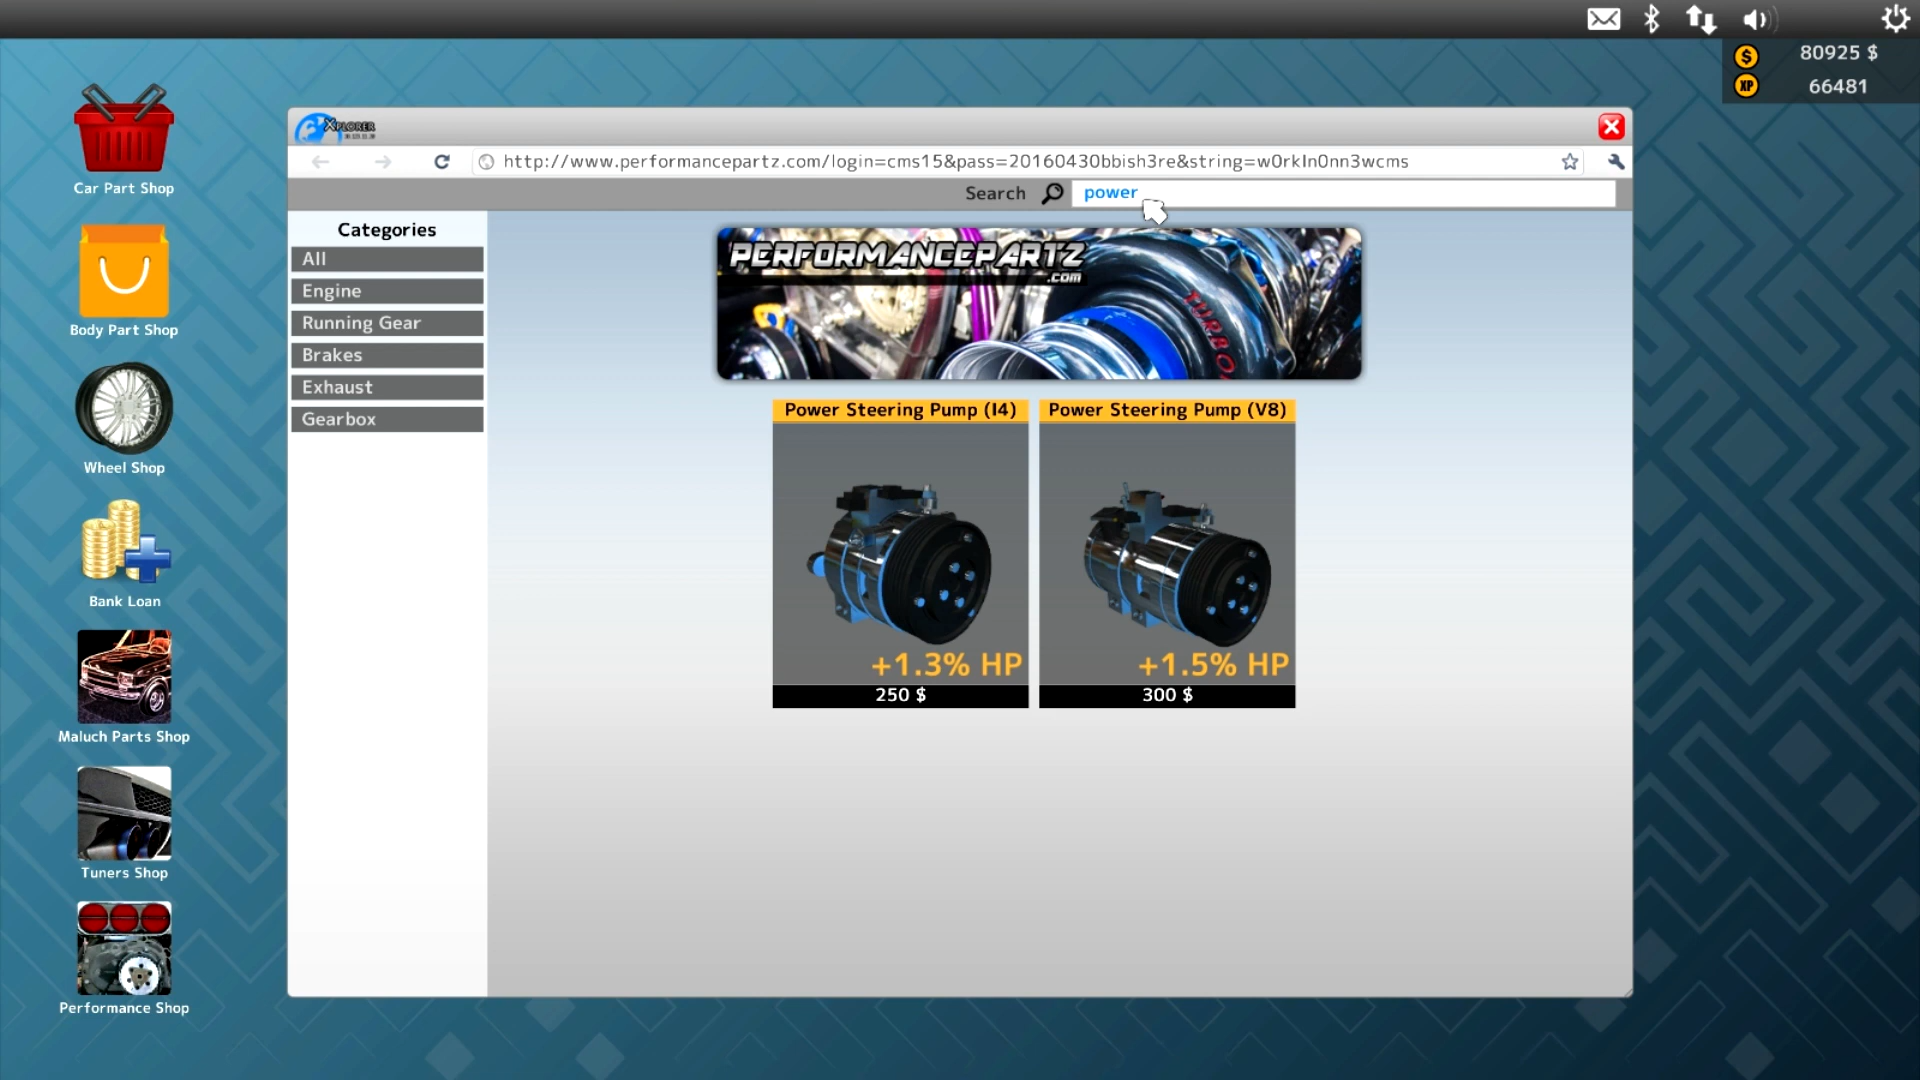 80925 $
XP 66481
Car Part Shop
Body Part Shop
Wheel Shop
Bank Loan
Maluch Parts Shop
Tuners Shop
Performance Shop
XPLORER
http://www.performancepartz.com/login=cms15&pass=20160430bbish3re&string=w0rkIn0nn3wcms
Search power
Categories
All
Engine
Running Gear
Brakes
Exhaust
Gearbox
PERFORMANCEPARTZ
.com
TURBO
Power Steering Pump (I4)
+1.3% HP
250 $
Power Steering Pump (V8)
+1.5% HP
300 $